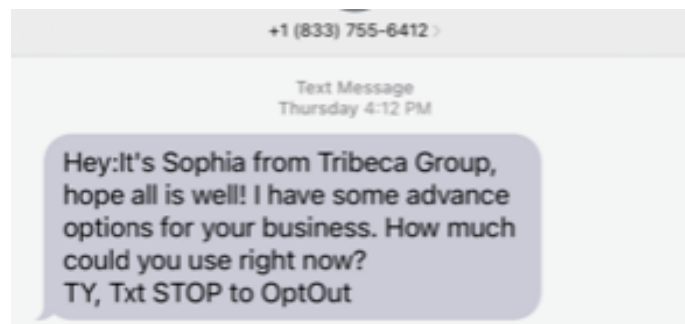 +1 (833) 755-6412 >
Text Message
Thursday 4:12 PM
Hey:It's Sophia from Tribeca Group,
hope all is well! I have some advance
options for your business. How much
could you use right now?
TY, Txt STOP to OptOut